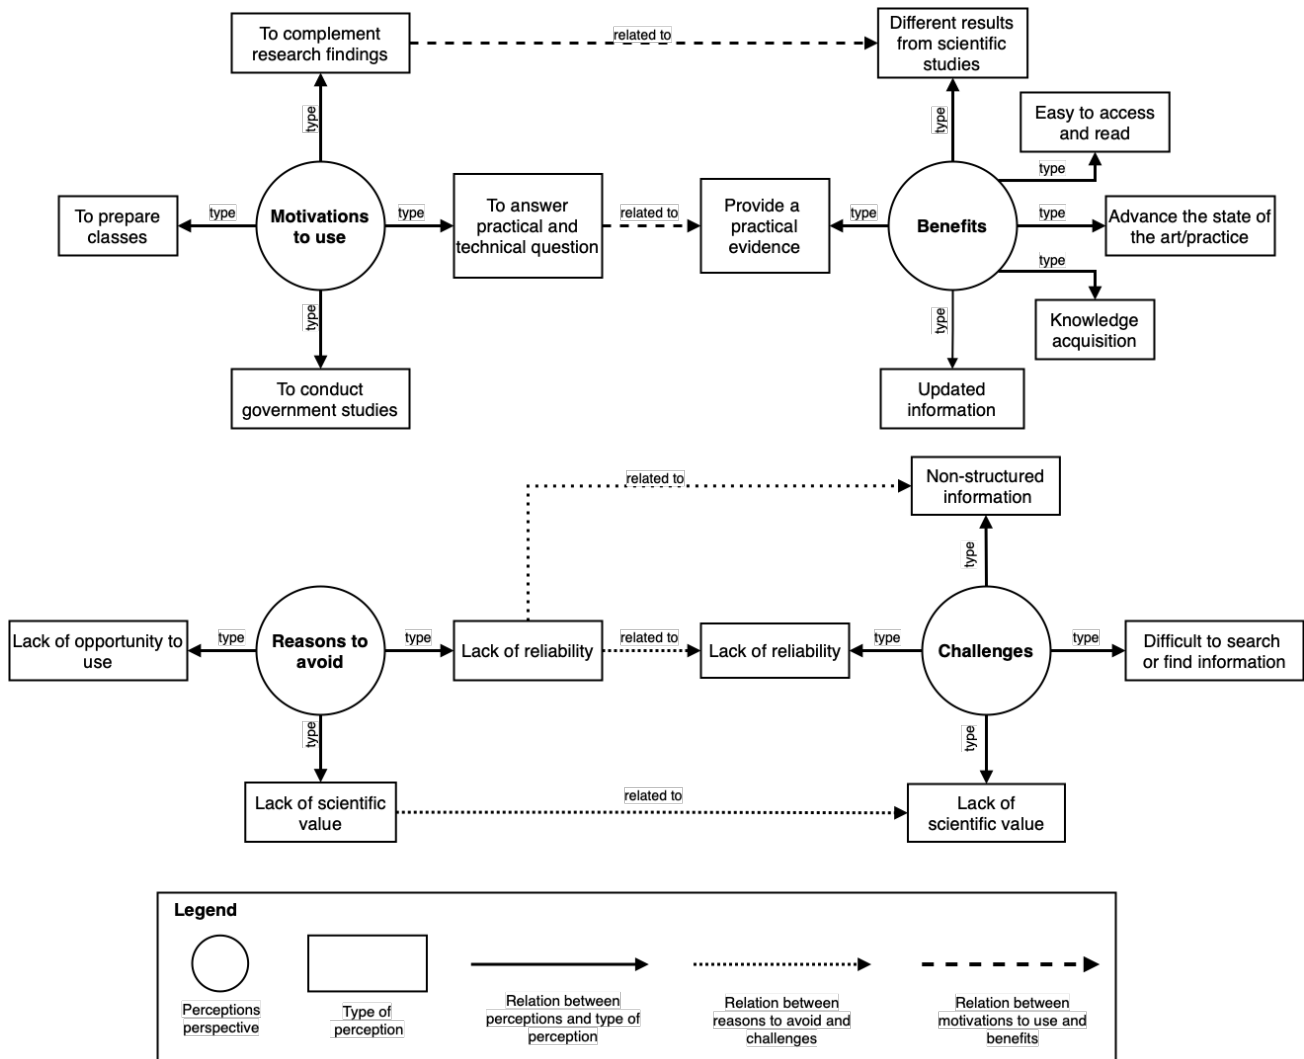 To complement
research findings
related to
Different results
from scientific
studies
type
type
Easy to access
and read
type
To prepare
classes
type
Motivations
to use
type
To answer
practical and
technical question
related to
Provide a
practical
evidence
type
Benefits
type
Advance the state of
the art/practice
type
Knowledge
acquisition
type
type
To conduct
government studies
Updated
information
related to
Non-structured
information
type
Lack of opportunity to
use
type
Reasons to
avoid
type
Lack of reliability
related to
Lack of reliability
type
Challenges
type
Difficult to search
or find information
type
type
Lack of scientific
value
related to
Lack of
scientific value
Legend
Perceptions
perspective
Type of
perception
Relation between
perceptions and type of
perception
Relation between
reasons to avoid and
challenges
Relation between
motivations to use and
benefits